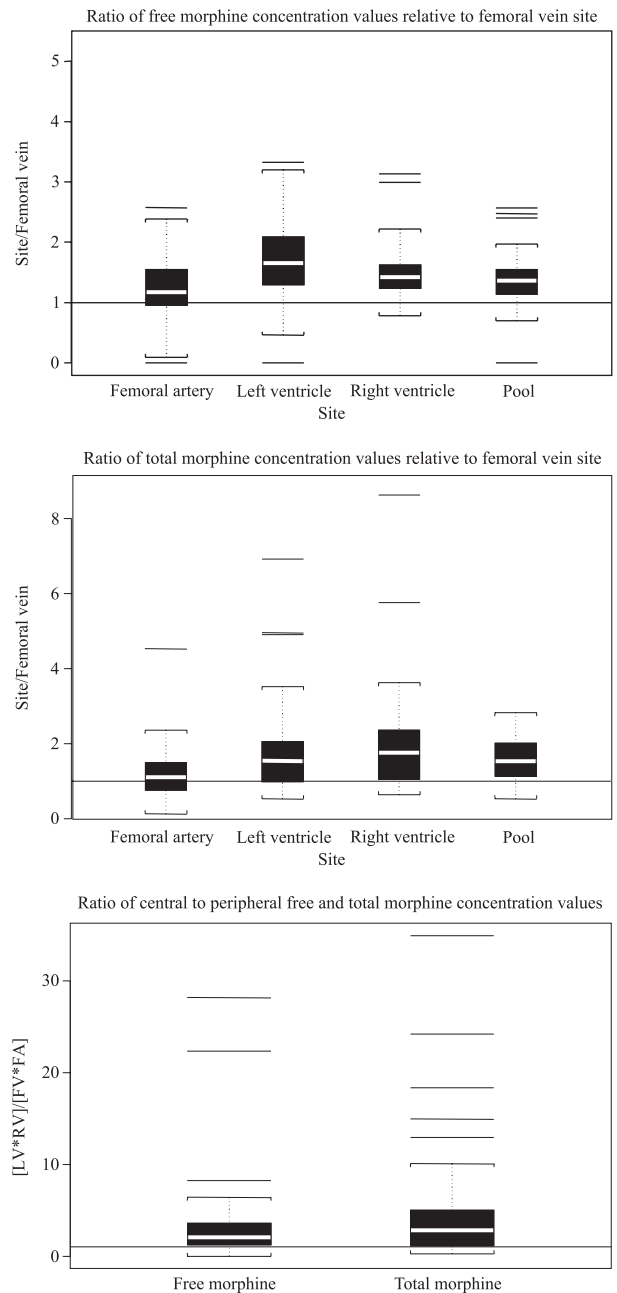 Ratio of free morphine concentration values relative to femoral vein site
5
4
3
2
1
0
Site/Femoral vein
Femoral artery Left ventricle Right ventricle Pool
Site
Ratio of total morphine concentration values relative to femoral vein site
8
6
4
2
0
Site/Femoral vein
Femoral artery Left ventricle Right ventricle Pool
Site
Ratio of central to peripheral free and total morphine concentration values
30
20
10
0
[LV*RV]/[FV*FA]
Free morphine Total morphine